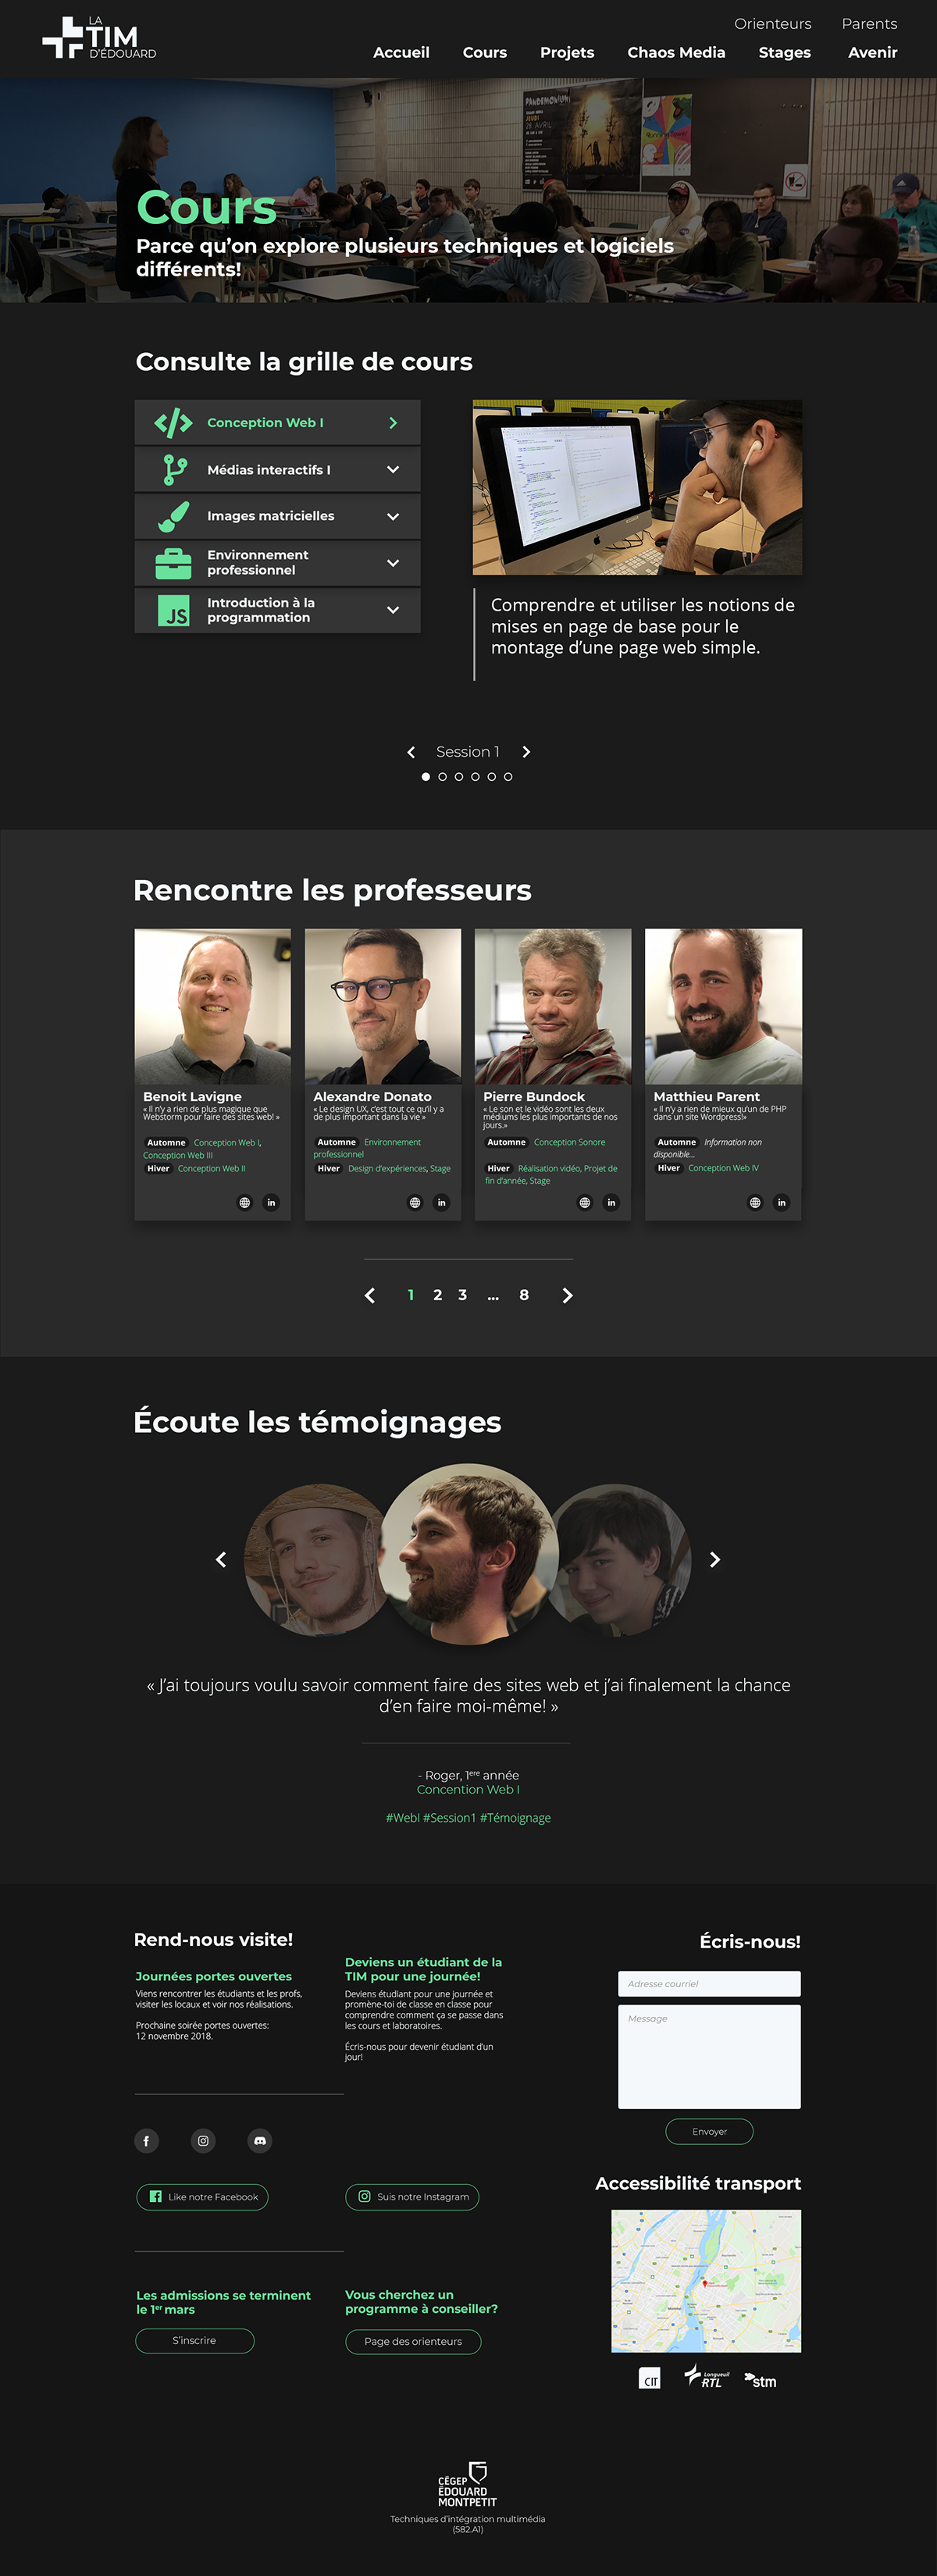 LA
TIM
D'ÉDOUARD
Orienteurs Parents
Accueil Cours Projets Chaos Media Stages Avenir
PANDEMONIUM
JEUDI
26 AVRIL
Cours
Parce qu'on explore plusieurs techniques et logiciels
différents!
Consulte la grille de cours
Conception Web I
Médias interactifs I
Images matricielles
Environnement
professionnel
JS
Introduction à la
programmation
Comprendre et utiliser les notions de
mises en page de base pour le
montage d'une page web simple.
Session 1
Rencontre les professeurs
Benoit Lavigne
« Il n'y a rien de plus magique que
Webstorm pour faire des sites web! »
Automne Conception Web I,
Conception Web III
Hiver Conception Web II
in
Alexandre Donato
« Le design UX, c'est tout ce qu'il y a
de plus important dans la vie »
Automne Environnement
professionnel
Hiver Design d'expériences, Stage
in
Pierre Bundock
« Le son et le vidéo sont les deux
médiums les plus importants de nos
jours.»
Automne Conception Sonore
Hiver Réalisation vidéo, Projet de
fin d'année, Stage
in
Matthieu Parent
« Il n'y a rien de mieux qu'un de PHP
dans un site Wordpress!»
Automne Information non
disponible...
Hiver Conception Web IV
in
1 2 3 ... 8
Écoute les témoignages
« J'ai toujours voulu savoir comment faire des sites web et j'ai finalement la chance
d'en faire moi-même! »
- Roger, 1ere année
Concention Web I
#WebI #Session1 #Témoignage
Rend-nous visite!
Journées portes ouvertes
Viens rencontrer les étudiants et les profs,
visiter les locaux et voir nos réalisations.
Prochaine soirée portes ouvertes:
12 novembre 2018.
Deviens un étudiant de la
TIM pour une journée!
Deviens étudiant pour une journée et
promène-toi de classe en classe pour
comprendre comment ça se passe dans
les cours et laboratoires.
Écris-nous pour devenir étudiant d'un
jour!
Écris-nous!
Adresse courriel
Message
Envoyer
f
Like notre Facebook
Suis notre Instagram
Accessibilité transport
Les admissions se terminent
le 1er mars
S'inscrire
Vous cherchez un
programme à conseiller?
Page des orienteurs
CIT
Longueuil
RTL
stm
CÉGEP
ÉDOUARD
MONTPETIT
Techniques d'intégration multimédia
(582.A1)